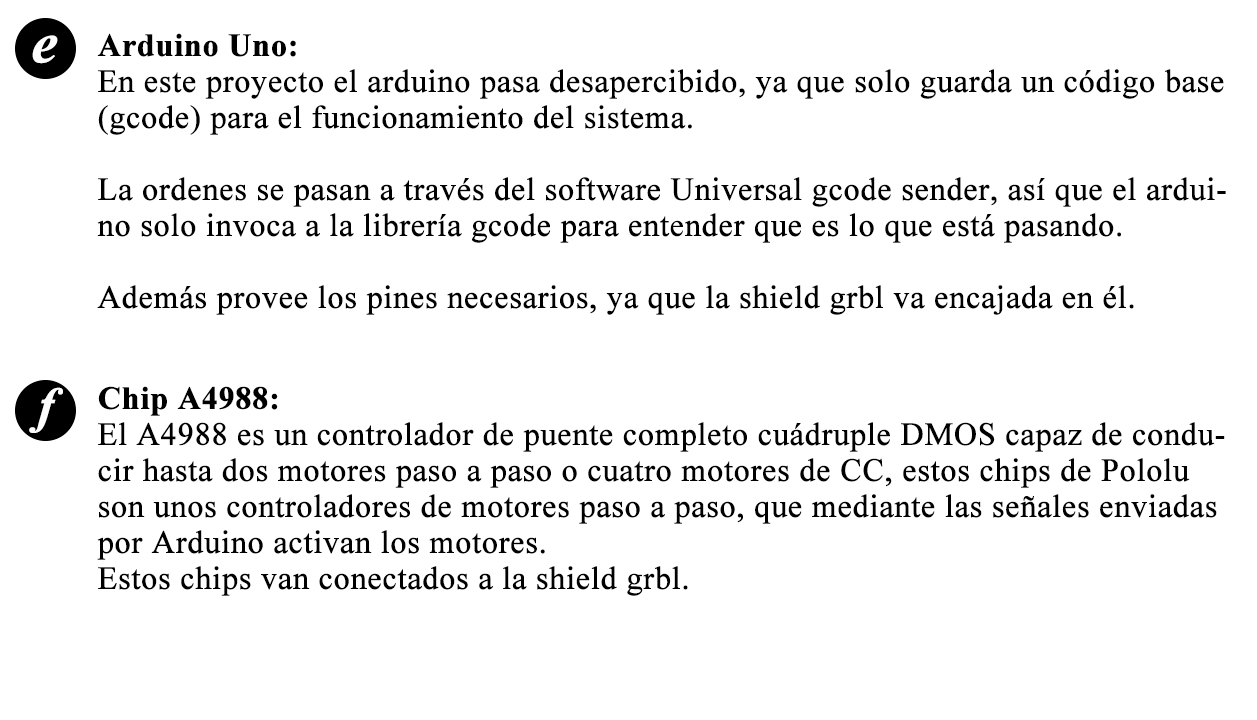 e Arduino Uno:
En este proyecto el arduino pasa desapercibido, ya que solo guarda un código base
(gcode) para el funcionamiento del sistema.
La ordenes se pasan a través del software Universal gcode sender, así que el ardui-
no solo invoca a la librería gcode para entender que es lo que está pasando.
Además provee los pines necesarios, ya que la shield grbl va encajada en él.
f Chip A4988:
El A4988 es un controlador de puente completo cuádruple DMOS capaz de condu-
cir hasta dos motores paso a paso o cuatro motores de CC, estos chips de Pololu
son unos controladores de motores paso a paso, que mediante las señales enviadas
por Arduino activan los motores.
Estos chips van conectados a la shield grbl.